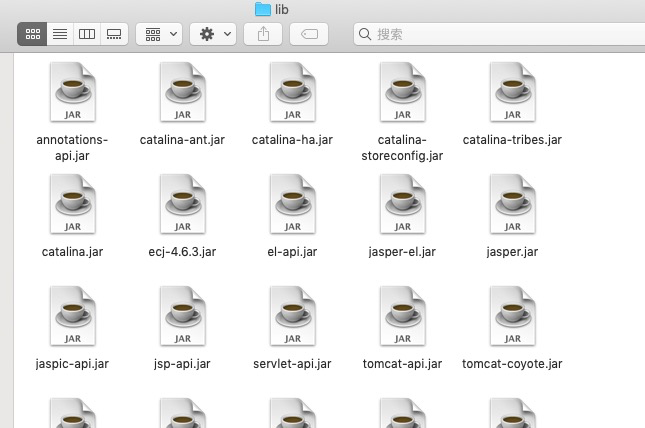 lib
搜索
JAR JAR JAR JAR JAR
annotations-api.jar catalina-ant.jar catalina-ha.jar catalina-storeconfig.jar catalina-tribes.jar
JAR JAR JAR JAR JAR
catalina.jar ecj-4.6.3.jar el-api.jar jasper-el.jar jasper.jar
JAR JAR JAR JAR JAR
jaspic-api.jar jsp-api.jar servlet-api.jar tomcat-api.jar tomcat-coyote.jar